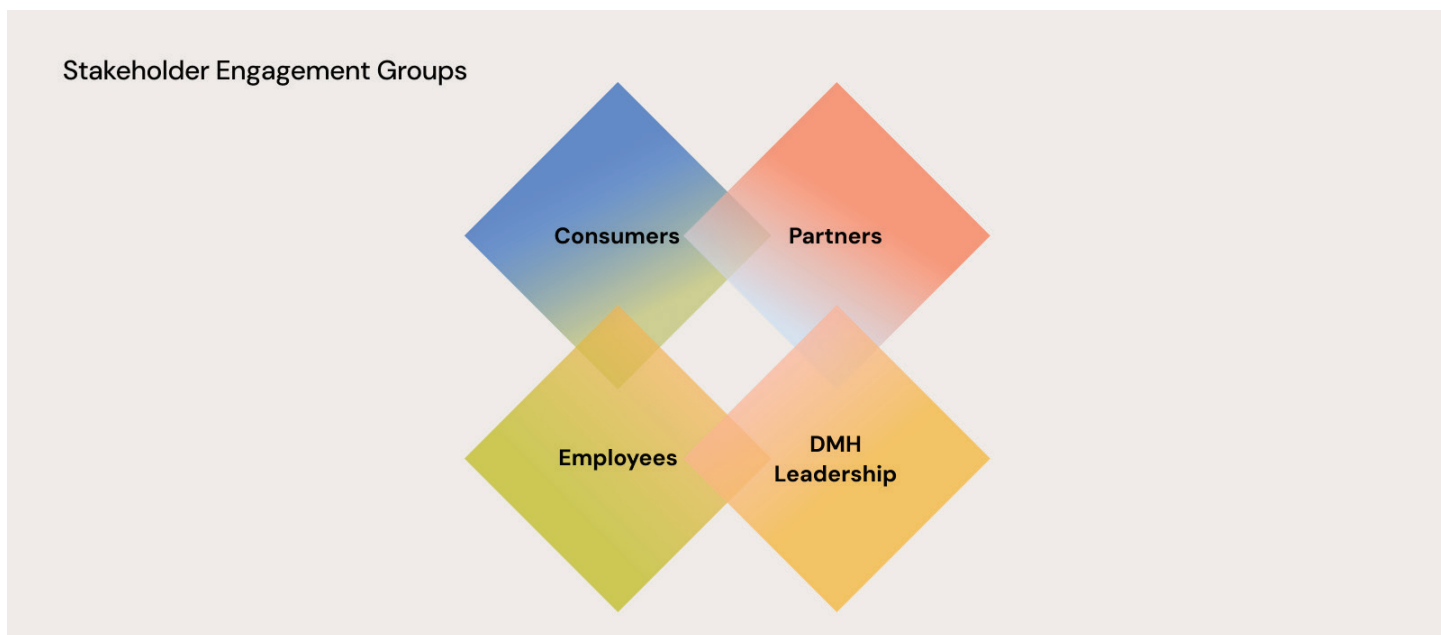 Stakeholder Engagement Groups
Consumers
Partners
Employees
DMH
Leadership